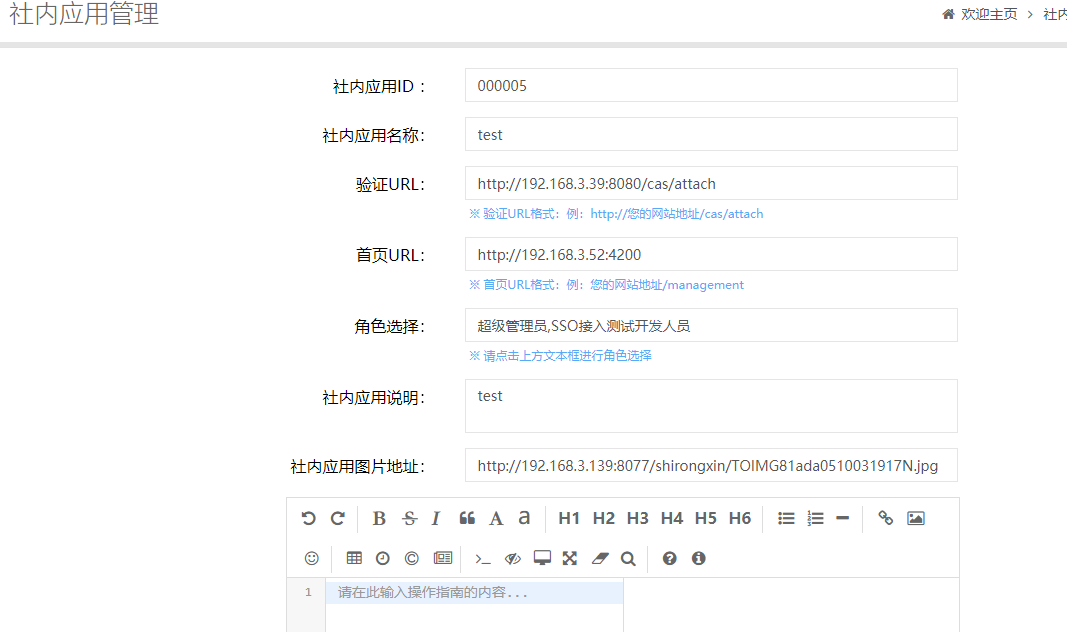 社内应用管理
欢迎主页 > 社内
社内应用ID ： 000005
社内应用名称： test
验证URL： http://192.168.3.39:8080/cas/attach
※ 验证URL格式：例：http://您的网站地址/cas/attach
首页URL： http://192.168.3.52:4200
※ 首页URL格式：例：您的网站地址/management
角色选择： 超级管理员,SSO接入测试开发人员
※ 请点击上方文本框进行角色选择
社内应用说明： test
社内应用图片地址： http://192.168.3.139:8077/shirongxin/TOIMG81ada0510031917N.jpg
B S I A a H1 H2 H3 H4 H5 H6
1 请在此输入操作指南的内容...